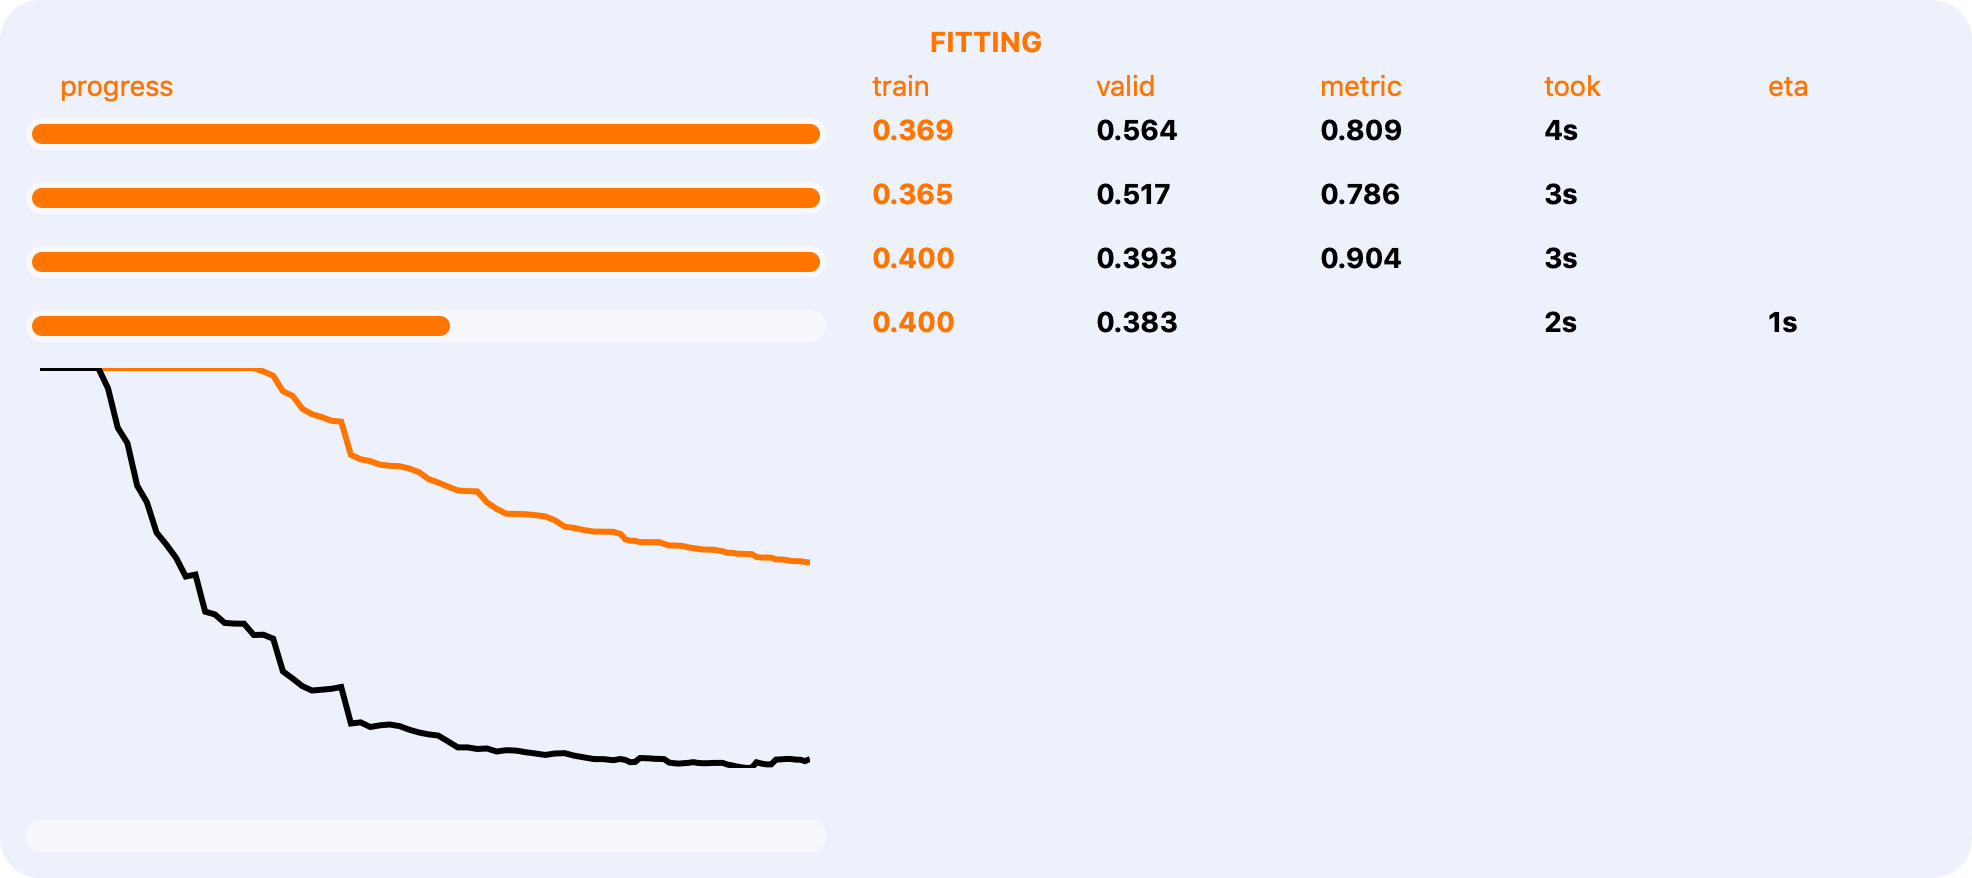 FITTING
progress train valid metric took eta
0.369 0.564 0.809 4s
0.365 0.517 0.786 3s
0.400 0.393 0.904 3s
0.400 0.383 2s 1s